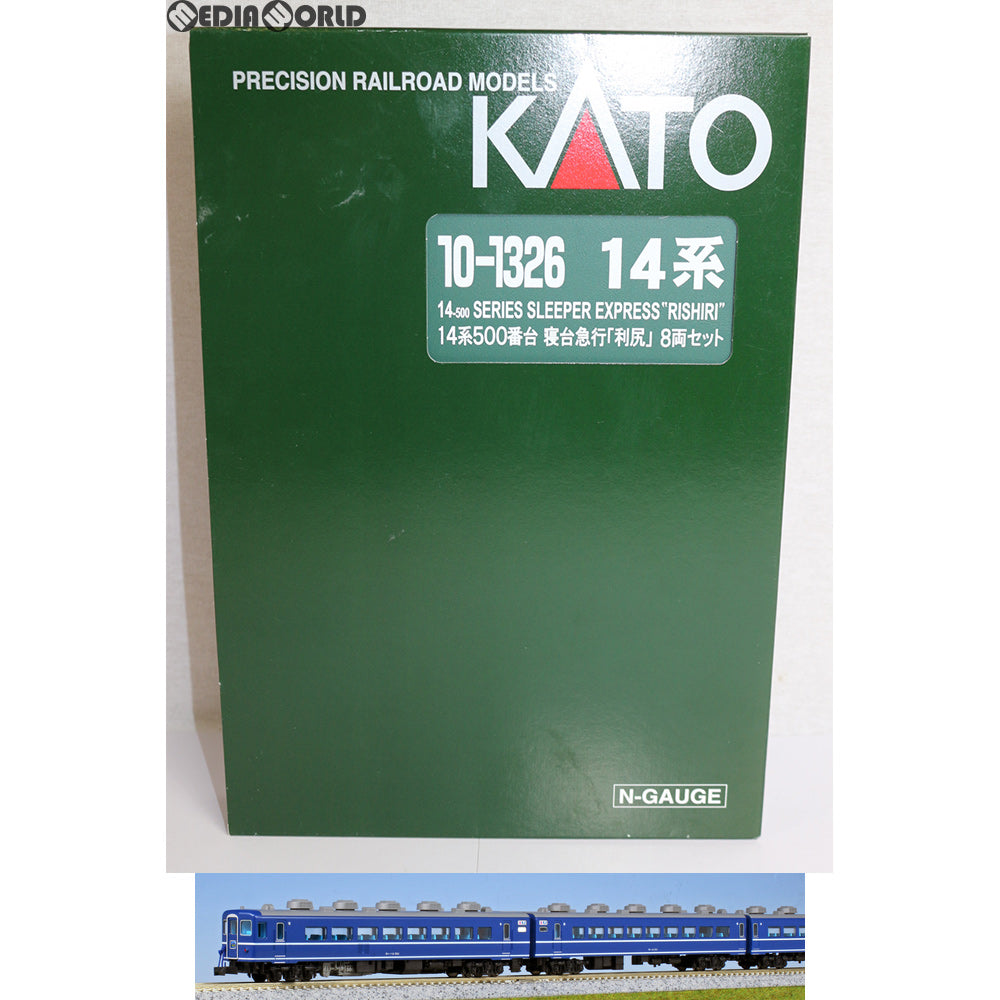 MEDIAWORLD
PRECISION RAILROAD MODELS
KATO
10-1326 14系
14-500 SERIES SLEEPER EXPRESS "RISHIRI"
14系500番台 寝台急行「利尻」 8両セット
N-GAUGE